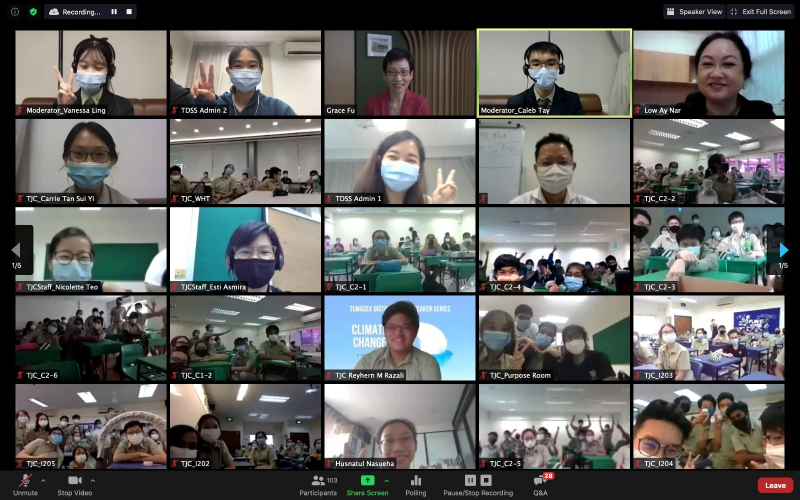 Recording...
Speaker View
Exit Full Screen
Moderator_Vanessa Ling
TDSS Admin 2
Grace Fu
Moderator_Caleb Tay
Low Ay Nar
TJC_Carrie Tan Sui Yi
TJC_WHT
TDSS Admin 1
TJC_C2-2
1/5
TJCStaff_Nicolette Teo
TJCStaff_Esti Asmira
TJC_C2-1
TJC_C2-4
TJC_C2-3
1/5
TJC_C2-6
TJC_C1-2
TEMASEK DIST
AKER SERIES
CLIMAT
CHANGE
TJC Reyhern M Razali
TJC_Purpose Room
TJC_I203
TJC_I205
TJC_I202
Husnatul Nasueha
TJC_C2-5
TJC_I204
Unmute
Stop Video
Participants
103
Share Screen
Polling
Pause/Stop Recording
Q&A
28
Leave